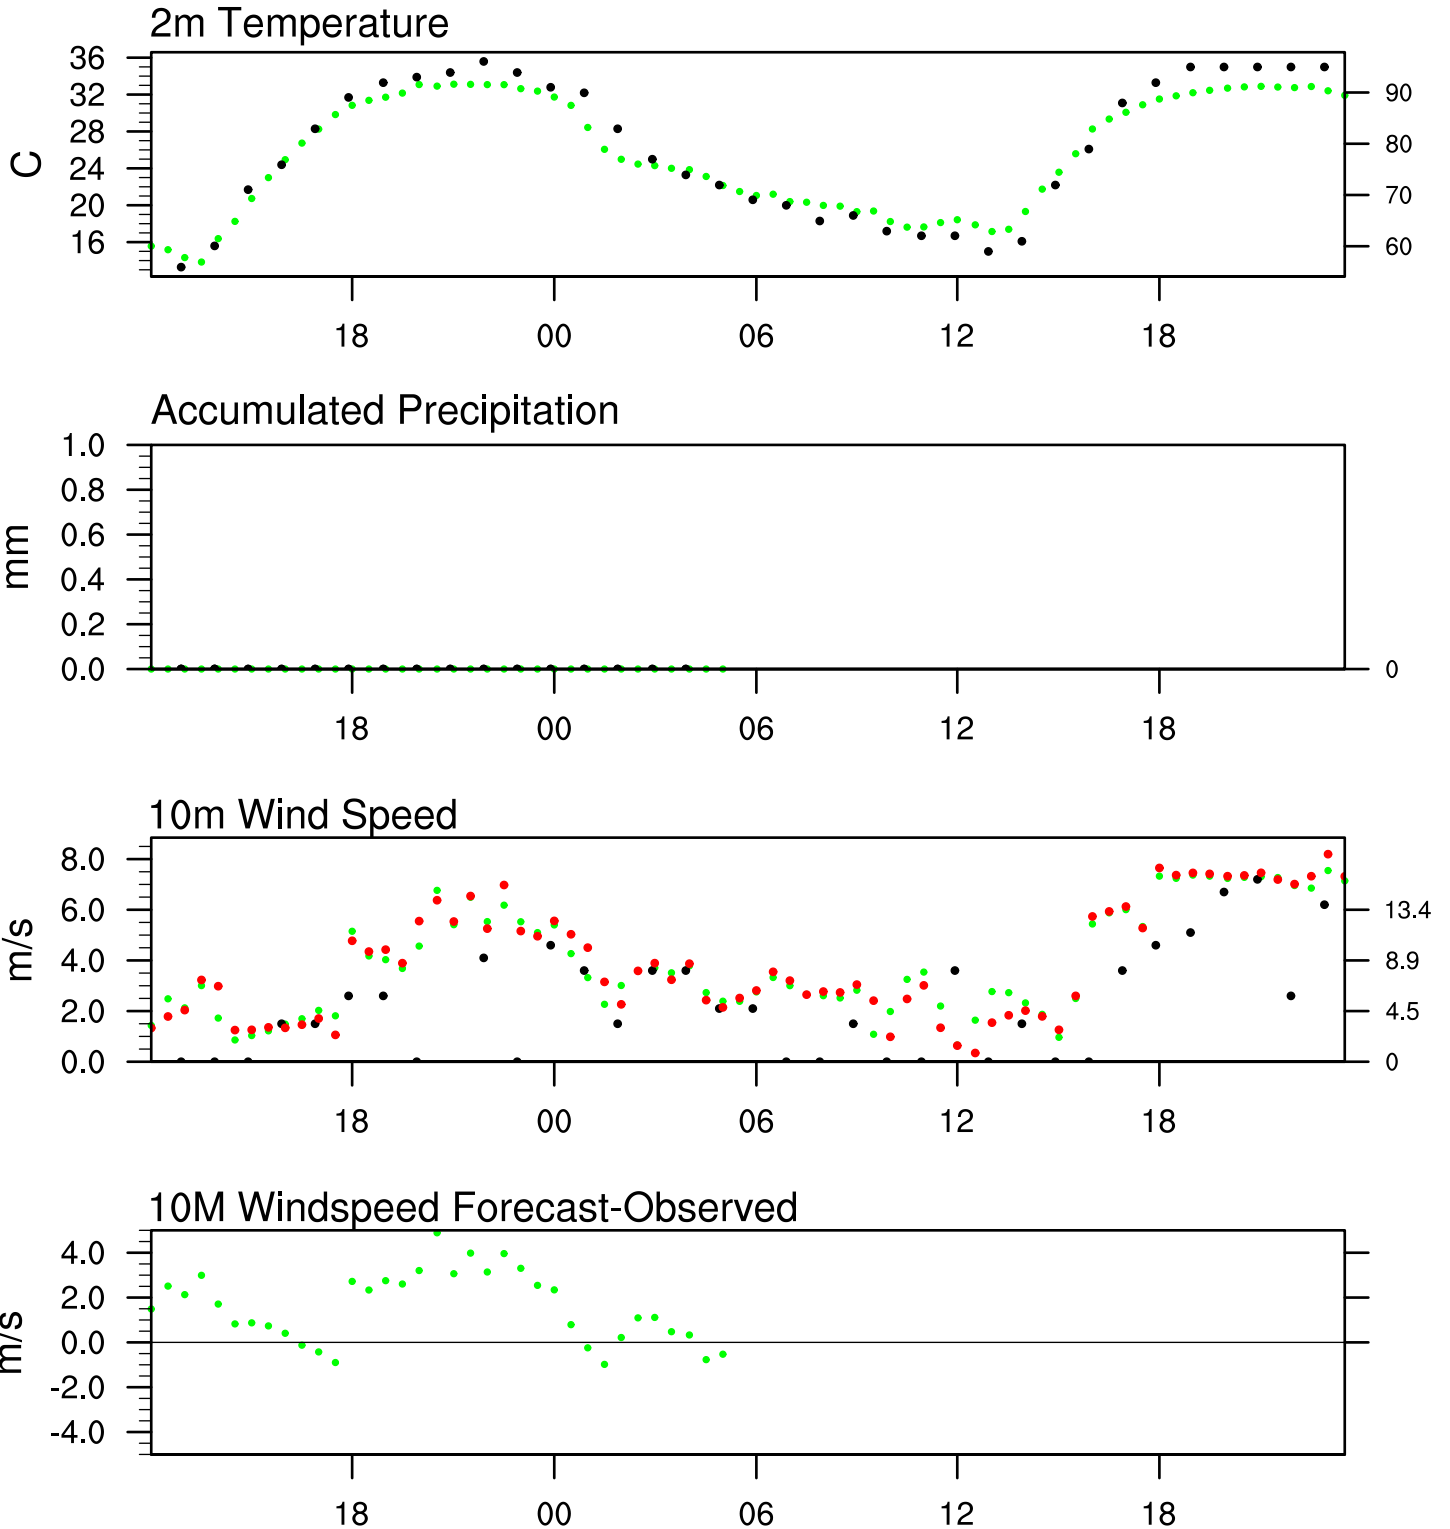 2m Temperature
36
32
28
24
20
16
C
90
80
70
60
18 00 06 12 18
Accumulated Precipitation
1.0
0.8
0.6
0.4
0.2
0.0
mm
0
18 00 06 12 18
10m Wind Speed
8.0
6.0
4.0
2.0
0.0
m/s
13.4
8.9
4.5
0
18 00 06 12 18
10M Windspeed Forecast-Observed
4.0
2.0
0.0
-2.0
-4.0
m/s
18 00 06 12 18